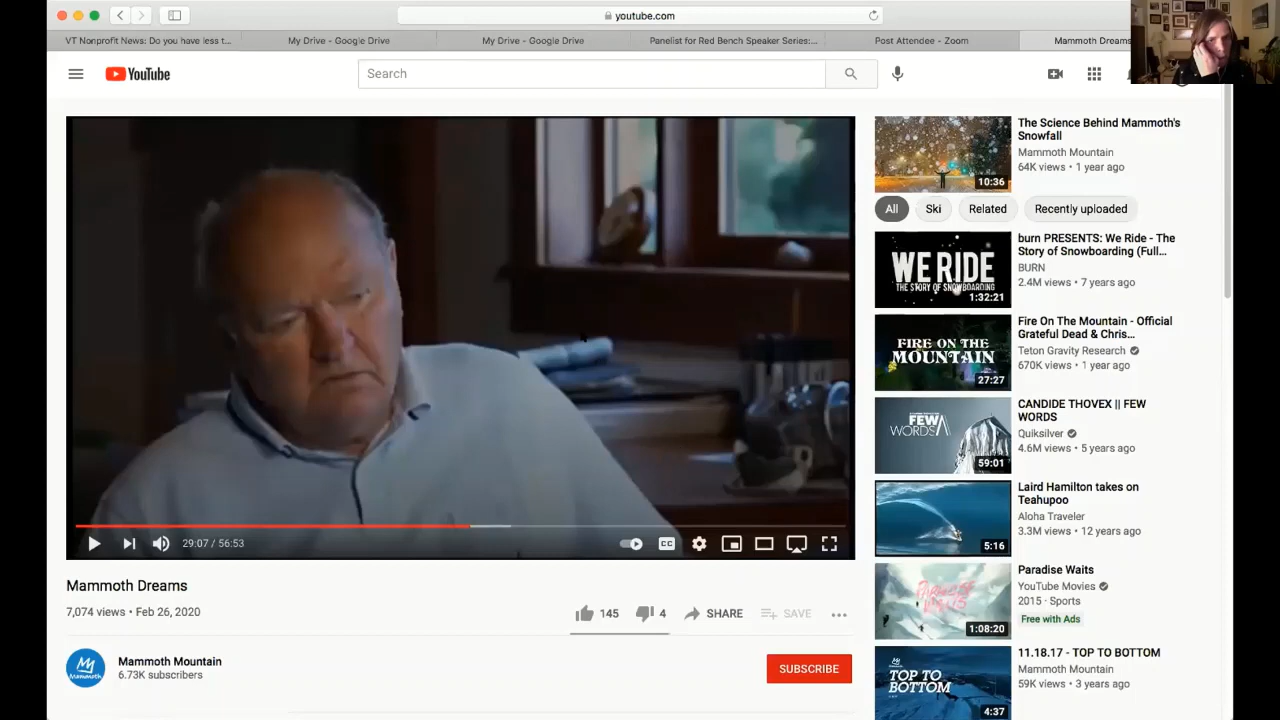 youtube.com
VT Nonprofit News: Do you have less t...
My Drive - Google Drive
My Drive - Google Drive
Panelist for Red Bench Speaker Series:...
Post Attendee - Zoom
Mammoth Dreams
YouTube
Search
29:07 / 56:53
CC
Mammoth Dreams
7,074 views • Feb 26, 2020
145
4
SHARE
SAVE
Mammoth
Mammoth Mountain
6.73K subscribers
SUBSCRIBE
10:36
The Science Behind Mammoth's
Snowfall
Mammoth Mountain
64K views • 1 year ago
All
Ski
Related
Recently uploaded
WE RIDE
THE STORY OF SNOWBOARDING
1:32:21
burn PRESENTS: We Ride - The
Story of Snowboarding (Full...
BURN
2.4M views • 7 years ago
FIRE ON THE
MOUNTAIN
27:27
Fire On The Mountain - Official
Grateful Dead & Chris...
Teton Gravity Research
670K views • 1 year ago
FEW
WORDS
59:01
CANDIDE THOVEX || FEW
WORDS
Quiksilver
4.6M views • 5 years ago
5:16
Laird Hamilton takes on
Teahupoo
Aloha Traveler
3.3M views • 12 years ago
PARADISE
WAITS
1:08:20
Paradise Waits
YouTube Movies
2015 · Sports
Free with Ads
TOP TO
BOTTOM
4:37
11.18.17 - TOP TO BOTTOM
Mammoth Mountain
59K views • 3 years ago